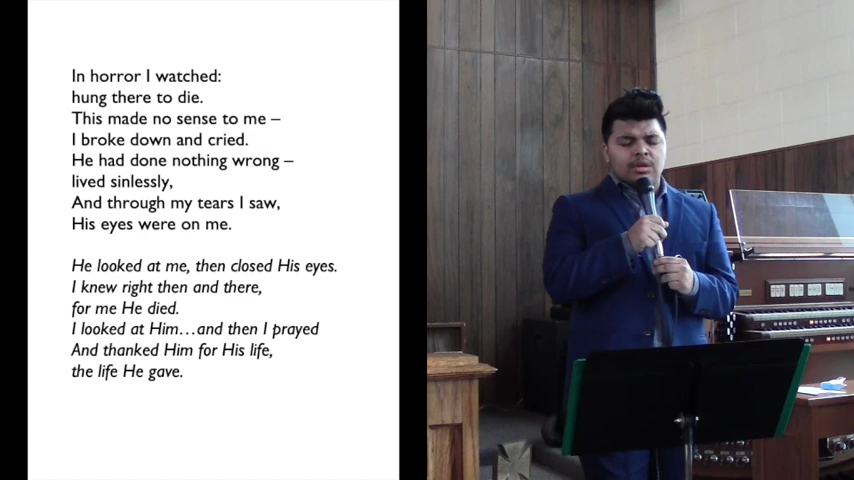 In horror I watched:
hung there to die.
This made no sense to me –
I broke down and cried.
He had done nothing wrong –
lived sinlessly,
And through my tears I saw,
His eyes were on me.
He looked at me, then closed His eyes.
I knew right then and there,
for me He died.
I looked at Him…and then I prayed
And thanked Him for His life,
the life He gave.